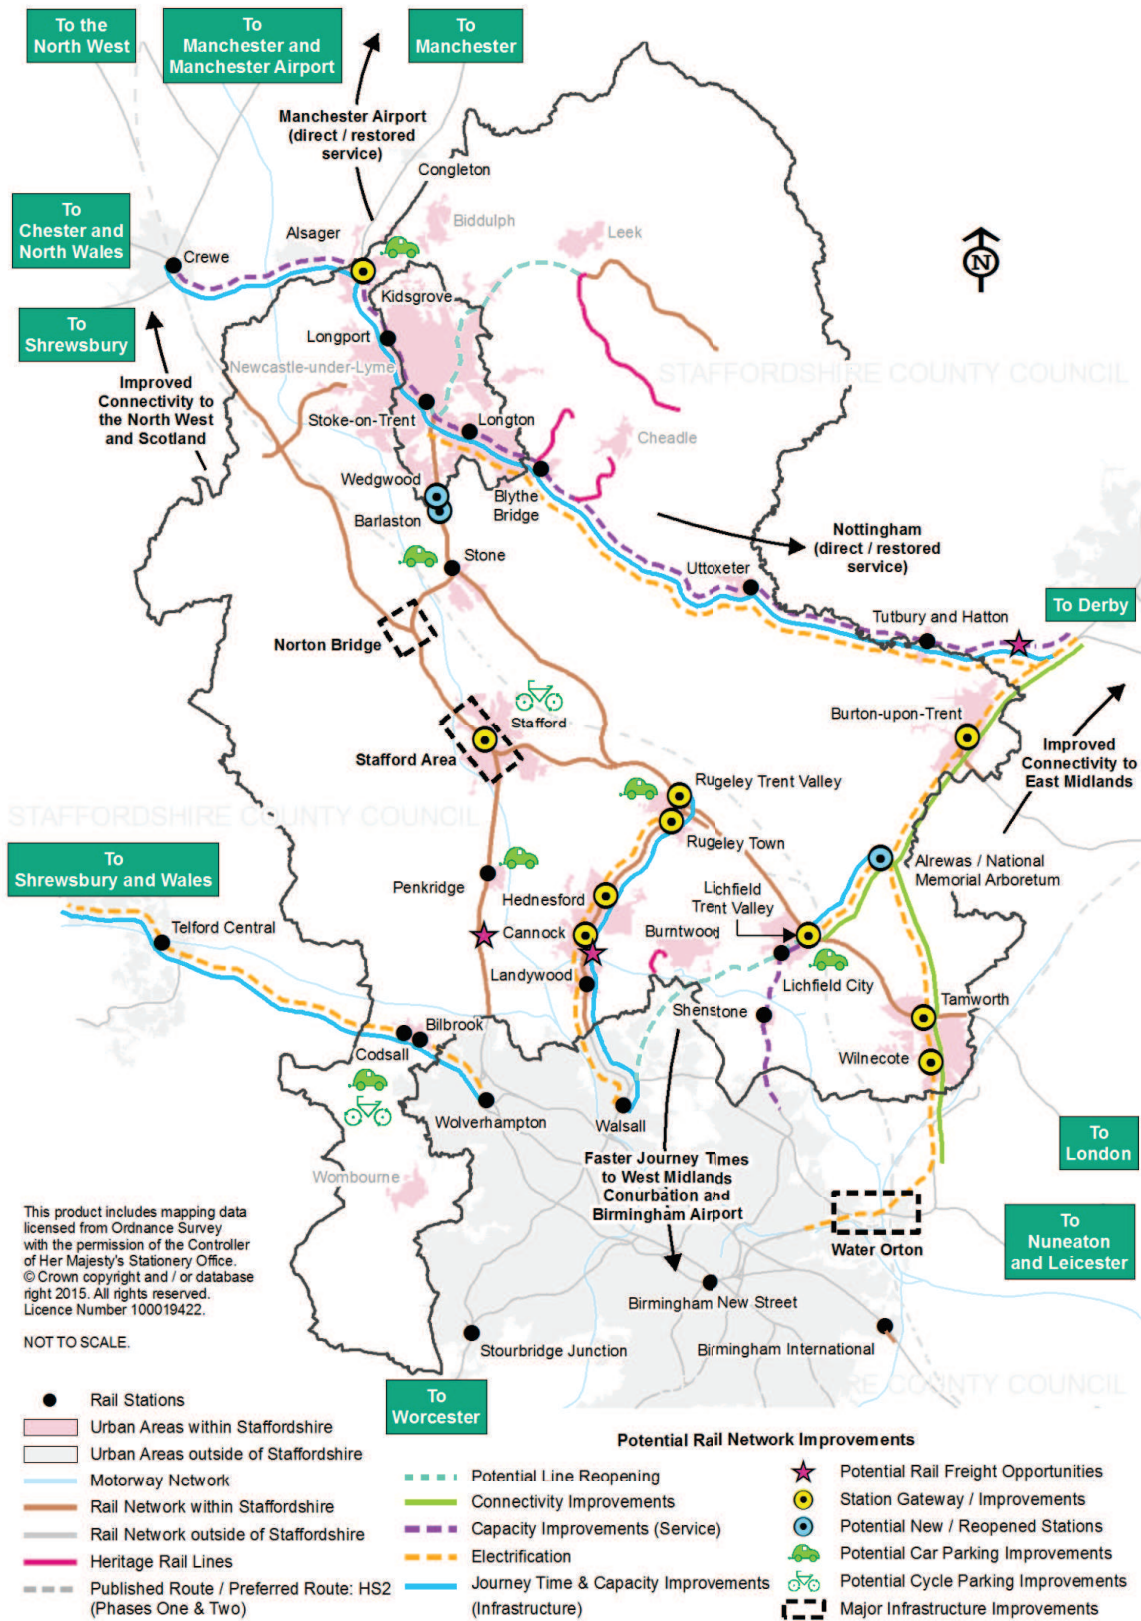 To the
North West
To
Manchester and
Manchester Airport
To
Manchester
Manchester Airport
(direct / restored
service)
Congleton
To
Chester and
North Wales
Alsager
Biddulph
Leek
Crewe
N
Kidsgrove
To
Shrewsbury
Longport
Newcastle-under-Lyme
STAFFORDSHIRE COUNTY COUNCIL
Improved
Connectivity to
the North West
and Scotland
Stoke-on-Trent
Longton
Cheadle
Wedgwood
Blythe
Bridge
Barlaston
Nottingham
(direct / restored
service)
Stone
Uttoxeter
To Derby
Tutbury and Hatton
Norton Bridge
Stafford
Burton-upon-Trent
Stafford Area
Improved
Connectivity to
East Midlands
Rugeley Trent Valley
STAFFORDSHIRE COUNTY COUNCIL
Rugeley Town
To
Shrewsbury and Wales
Alrewas / National
Memorial Arboretum
Penkridge
Hednesford
Lichfield
Trent Valley
Telford Central
Cannock
Burntwood
Landywood
Lichfield City
Tamworth
Shenstone
Bilbrook
Codsall
Wilnecote
Wolverhampton
Walsall
To
London
Faster Journey Times
to West Midlands
Conurbation and
Birmingham Airport
Wombourne
This product includes mapping data
licensed from Ordnance Survey
with the permission of the Controller
of Her Majesty's Stationery Office.
© Crown copyright and / or database
right 2015. All rights reserved.
Licence Number 100019422.
Water Orton
To
Nuneaton
and Leicester
Birmingham New Street
NOT TO SCALE.
Stourbridge Junction
Birmingham International
SHIRE COUNTY COUNCIL
To
Worcester
Rail Stations
Urban Areas within Staffordshire
Urban Areas outside of Staffordshire
Motorway Network
Rail Network within Staffordshire
Rail Network outside of Staffordshire
Heritage Rail Lines
Published Route / Preferred Route: HS2
(Phases One & Two)
Potential Rail Network Improvements
Potential Line Reopening
Connectivity Improvements
Capacity Improvements (Service)
Electrification
Journey Time & Capacity Improvements
(Infrastructure)
Potential Rail Freight Opportunities
Station Gateway / Improvements
Potential New / Reopened Stations
Potential Car Parking Improvements
Potential Cycle Parking Improvements
Major Infrastructure Improvements